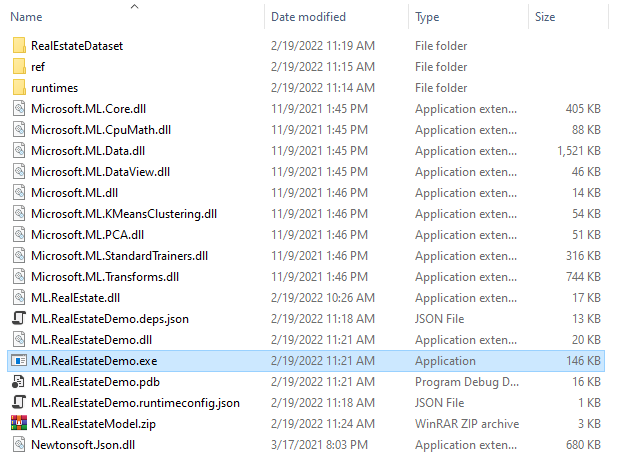 Name Date modified Type Size
RealEstateDataset 2/19/2022 11:19 AM File folder
ref 2/19/2022 11:15 AM File folder
runtimes 2/19/2022 11:14 AM File folder
Microsoft.ML.Core.dll 11/9/2021 1:45 PM Application exten... 405 KB
Microsoft.ML.CpuMath.dll 11/9/2021 1:45 PM Application exten... 88 KB
Microsoft.ML.Data.dll 11/9/2021 1:45 PM Application exten... 1,521 KB
Microsoft.ML.DataView.dll 11/9/2021 1:45 PM Application exten... 46 KB
Microsoft.ML.dll 11/9/2021 1:46 PM Application exten... 14 KB
Microsoft.ML.KMeansClustering.dll 11/9/2021 1:46 PM Application exten... 54 KB
Microsoft.ML.PCA.dll 11/9/2021 1:46 PM Application exten... 51 KB
Microsoft.ML.StandardTrainers.dll 11/9/2021 1:46 PM Application exten... 316 KB
Microsoft.ML.Transforms.dll 11/9/2021 1:46 PM Application exten... 744 KB
ML.RealEstate.dll 2/19/2022 10:26 AM Application exten... 17 KB
ML.RealEstateDemo.deps.json 2/19/2022 11:18 AM JSON File 13 KB
ML.RealEstateDemo.dll 2/19/2022 11:21 AM Application exten... 20 KB
ML.RealEstateDemo.exe 2/19/2022 11:21 AM Application 146 KB
ML.RealEstateDemo.pdb 2/19/2022 11:21 AM Program Debug D... 16 KB
ML.RealEstateDemo.runtimeconfig.json 2/19/2022 11:18 AM JSON File 1 KB
ML.RealEstateModel.zip 2/19/2022 11:24 AM WinRAR ZIP archive 3 KB
Newtonsoft.Json.dll 3/17/2021 8:03 PM Application exten... 680 KB